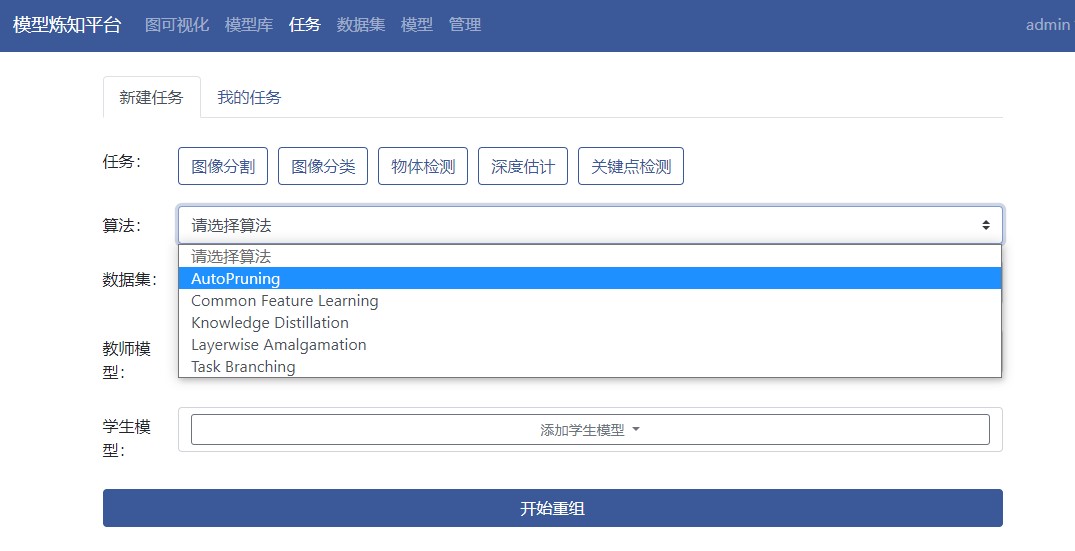 模型炼知平台 图可视化 模型库 任务 数据集 模型 管理 admin
新建任务 我的任务
任务： 图像分割 图像分类 物体检测 深度估计 关键点检测
算法： 请选择算法
请选择算法
数据集： AutoPruning
Common Feature Learning
Knowledge Distillation
教师模 Layerwise Amalgamation
型： Task Branching
学生模
型： 添加学生模型
开始重组